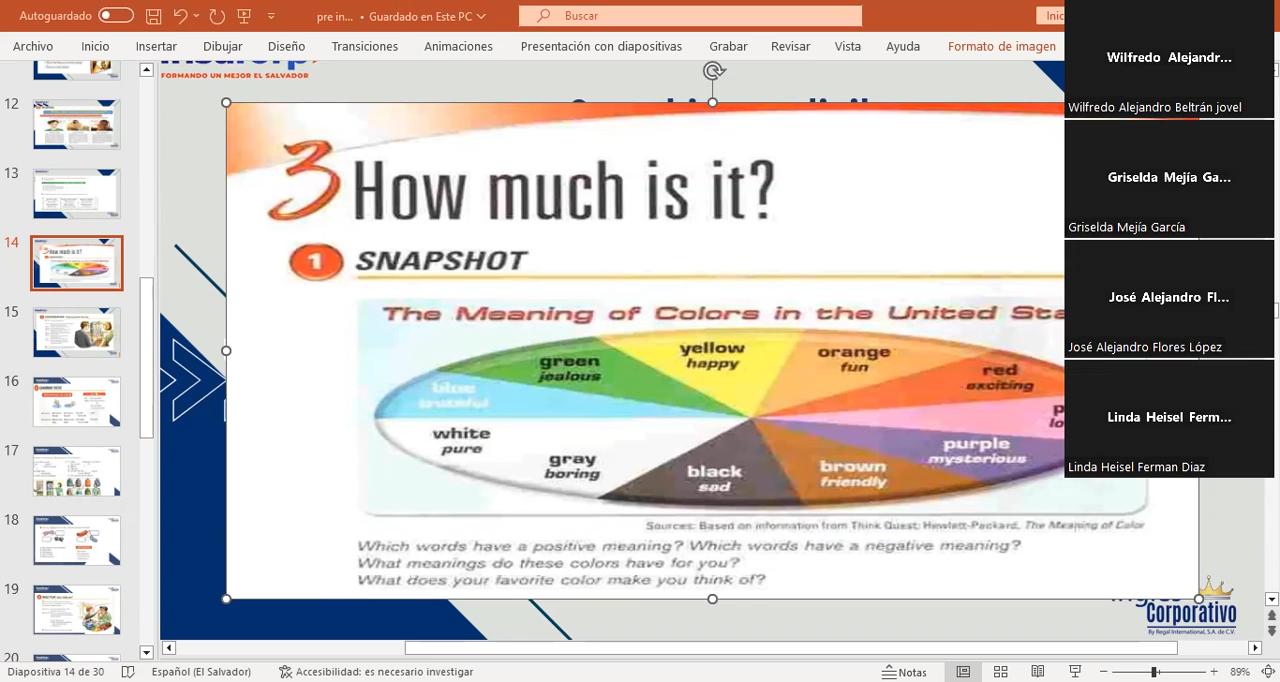 Autoguardado
pre in... • Guardado en Este PC
Buscar
Inic
Archivo Inicio Insertar Dibujar Diseño Transiciones Animaciones Presentación con diapositivas Grabar Revisar Vista Ayuda Formato de imagen
FORMANDO UN MEJOR EL SALVADOR
12
13
14
15
16
17
18
19
20
3 How much is it?
1 SNAPSHOT
The Meaning of Colors in the United Sta
green
jealous
yellow
happy
orange
fun
red
exciting
blue
white
pure
gray
boring
black
sad
brown
friendly
purple
mysterious
Sources: Based on information from Think Quest; Hewlett-Packard, The Meaning of Color
Which words have a positive meaning? Which words have a negative meaning?
What meanings do these colors have for you?
What does your favorite color make you think of?
Corporativo
By Regal International, S.A. de C.V.
Wilfredo Alejandr...
Wilfredo Alejandro Beltrán jovel
Griselda Mejía Ga...
Griselda Mejía García
José Alejandro Fl...
José Alejandro Flores López
Linda Heisel Ferm...
Linda Heisel Ferman Diaz
Diapositiva 14 de 30
Español (El Salvador)
Accesibilidad: es necesario investigar
Notas
89%